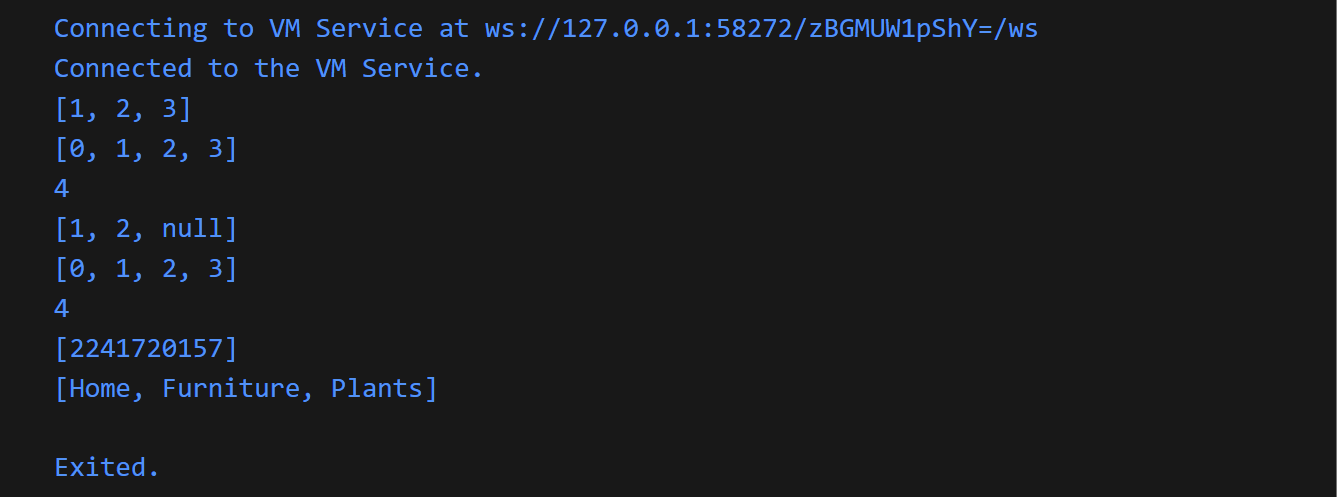 Connecting to VM Service at ws://127.0.0.1:58272/zBGMUW1pShY=/ws
Connected to the VM Service.
[1, 2, 3]
[0, 1, 2, 3]
4
[1, 2, null]
[0, 1, 2, 3]
4
[2241720157]
[Home, Furniture, Plants]
Exited.